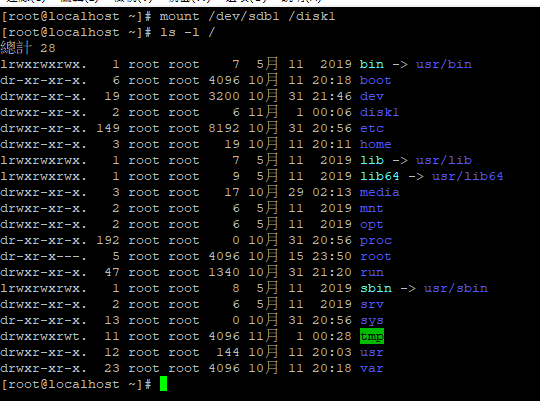 [root@localhost ~]# mount /dev/sdb1 /disk1
[root@localhost ~]# ls -l /
總計 28
lrwxrwxrwx.   1 root root    7  5月 11  2019 bin -> usr/bin
dr-xr-xr-x.   6 root root 4096 10月 11 20:18 boot
drwxr-xr-x.  19 root root 3200 10月 31 21:46 dev
drwxr-xr-x.   2 root root    6 11月  1 00:06 disk1
drwxr-xr-x. 149 root root 8192 10月 31 20:56 etc
drwxr-xr-x.   3 root root   19 10月 11 20:11 home
lrwxrwxrwx.   1 root root    7  5月 11  2019 lib -> usr/lib
lrwxrwxrwx.   1 root root    9  5月 11  2019 lib64 -> usr/lib64
drwxr-xr-x.   3 root root   17 10月 29 02:13 media
drwxr-xr-x.   2 root root    6  5月 11  2019 mnt
drwxr-xr-x.   2 root root    6  5月 11  2019 opt
dr-xr-xr-x. 192 root root    0 10月 31 20:56 proc
dr-xr-x---.   5 root root 4096 10月 15 23:50 root
drwxr-xr-x.  47 root root 1340 10月 31 21:20 run
lrwxrwxrwx.   1 root root    8  5月 11  2019 sbin -> usr/sbin
drwxr-xr-x.   2 root root    6  5月 11  2019 srv
dr-xr-xr-x.  13 root root    0 10月 31 20:56 sys
drwxrwxrwt.  11 root root 4096 11月  1 00:28 tmp
drwxr-xr-x.  12 root root  144 10月 11 20:03 usr
drwxr-xr-x.  23 root root 4096 10月 11 20:18 var
[root@localhost ~]#